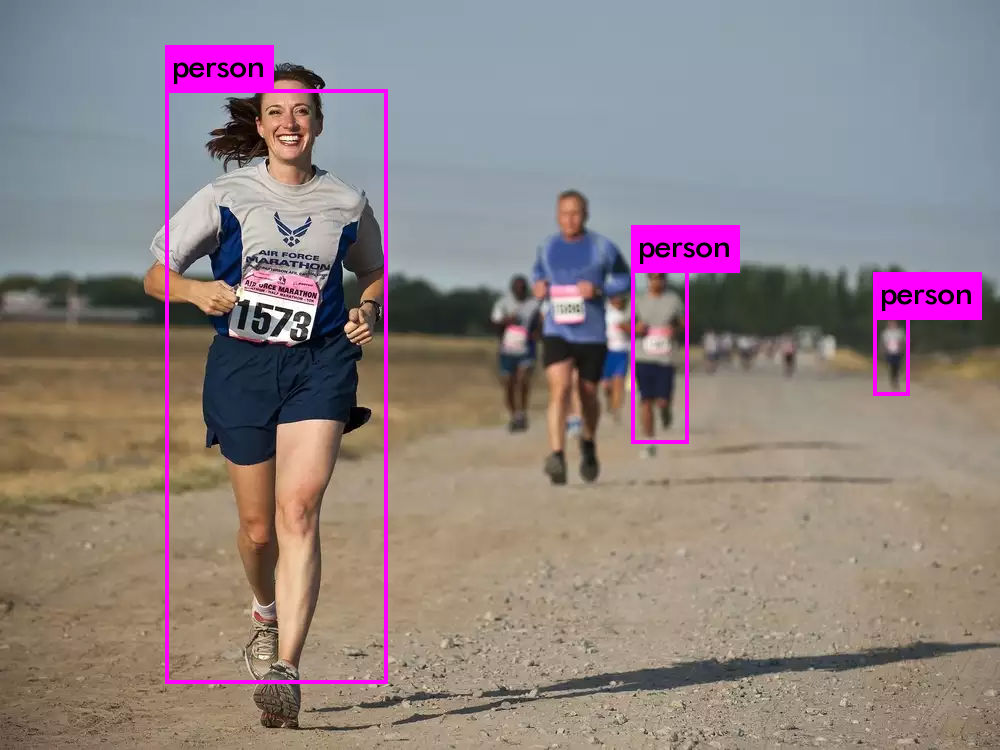 person
person
person
AIR FORCE
MARATHON
AIR FORCE MARATHON
1573